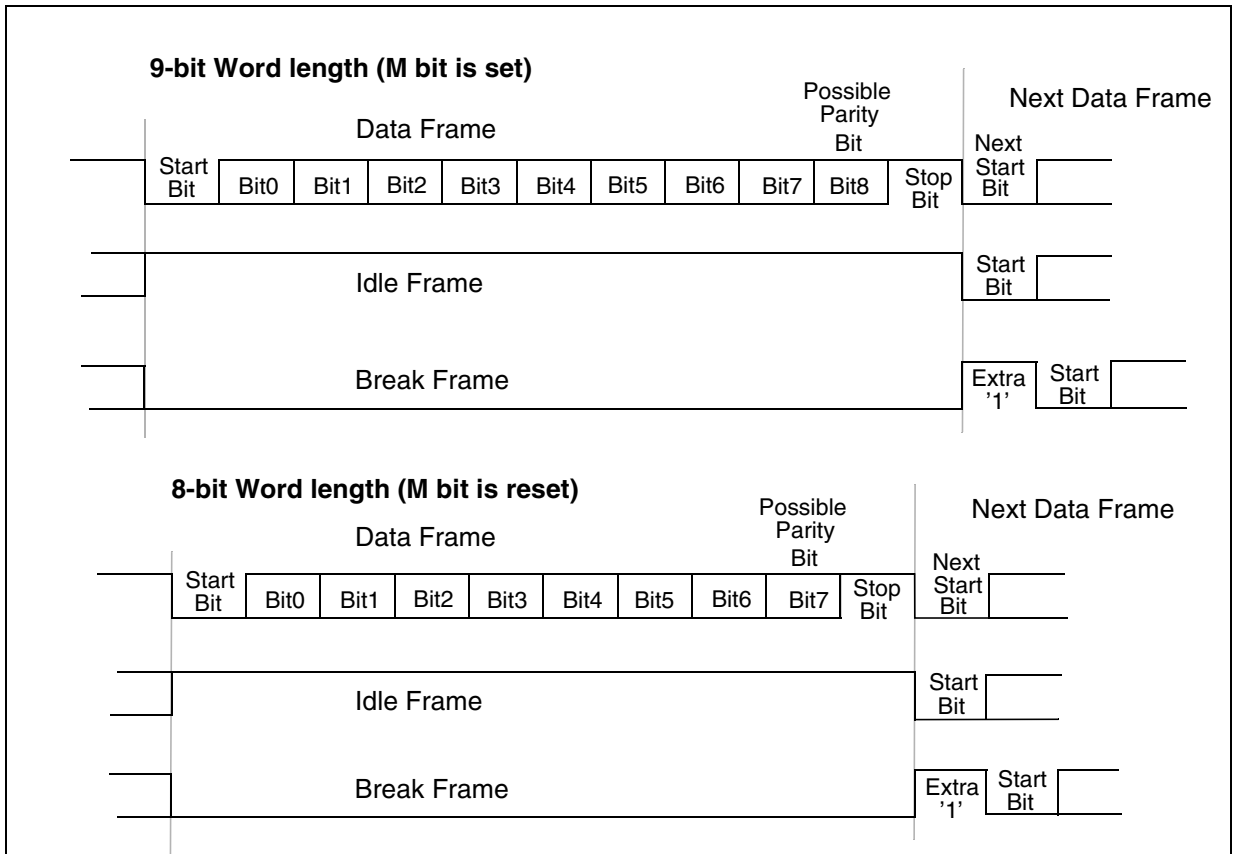 9-bit Word length (M bit is set)
Possible
Parity
Bit
Next Data Frame
Data Frame
Next
Start
Bit
Start
Bit
Bit0 Bit1 Bit2 Bit3 Bit4 Bit5 Bit6 Bit7 Bit8
Stop
Bit
Idle Frame
Start
Bit
Break Frame
Extra
'1'
Start
Bit
8-bit Word length (M bit is reset)
Possible
Parity
Bit
Next Data Frame
Data Frame
Next
Start
Bit
Start
Bit
Bit0 Bit1 Bit2 Bit3 Bit4 Bit5 Bit6 Bit7
Stop
Bit
Idle Frame
Start
Bit
Break Frame
Extra
'1'
Start
Bit